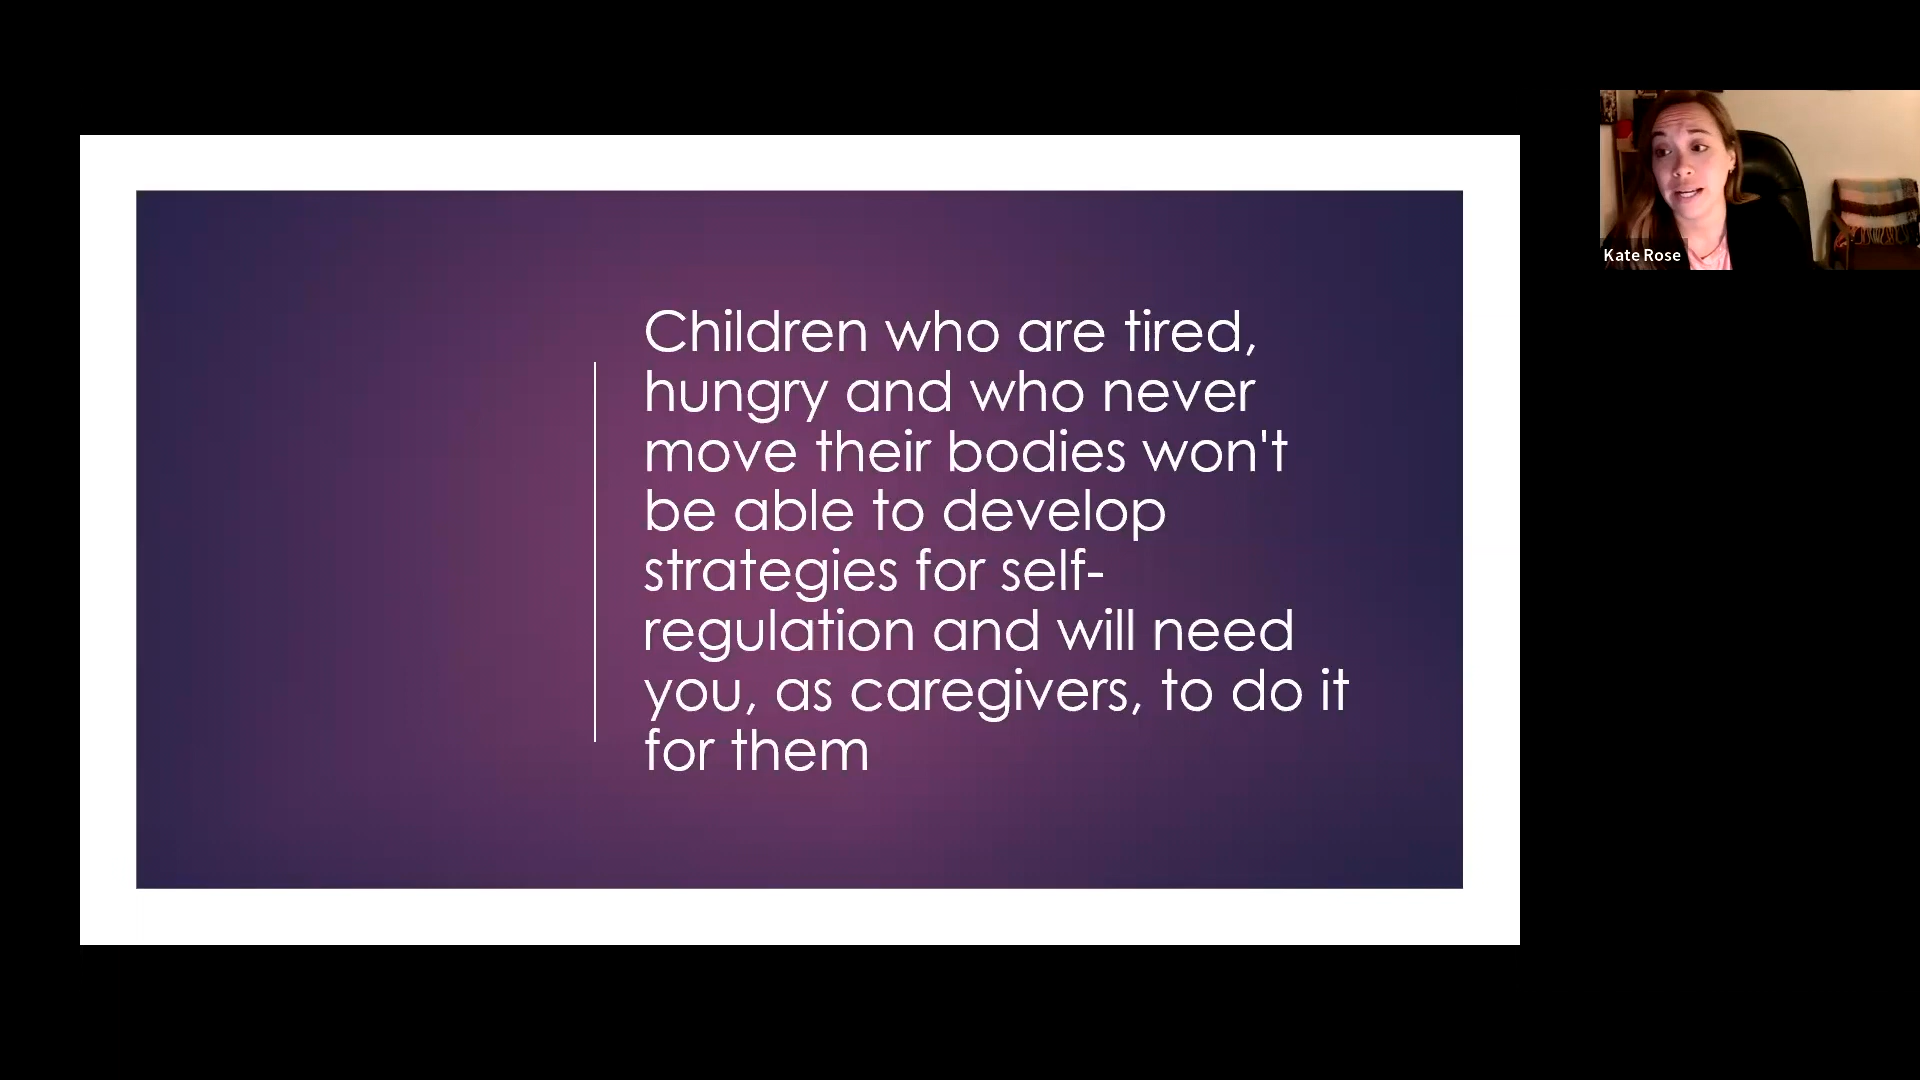 Children who are tired,
hungry and who never
move their bodies won't
be able to develop
strategies for self-
regulation and will need
you, as caregivers, to do it
for them
Kate Rose